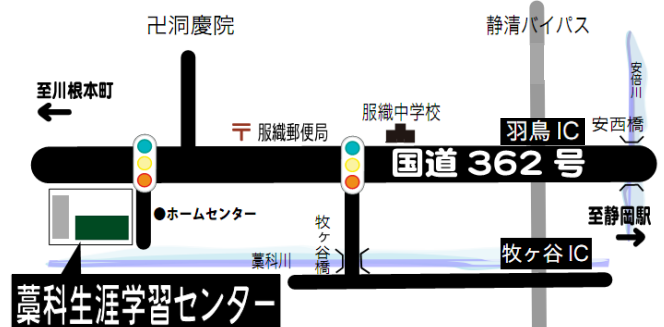 卍洞慶院
静清バイパス
至川根本町
安倍川
服織中学校
〒 服織郵便局
羽鳥 IC
安西橋
国道 362 号
●ホームセンター
至静岡駅
牧ヶ谷橋
藁科川
牧ヶ谷 IC
藁科生涯学習センター